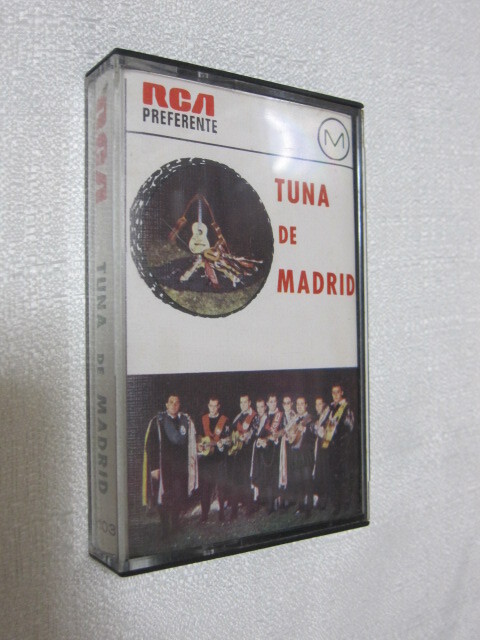 RCA
PREFERENTE
M
TUNA
DE
MADRID
RCA TUNA DE MADRID